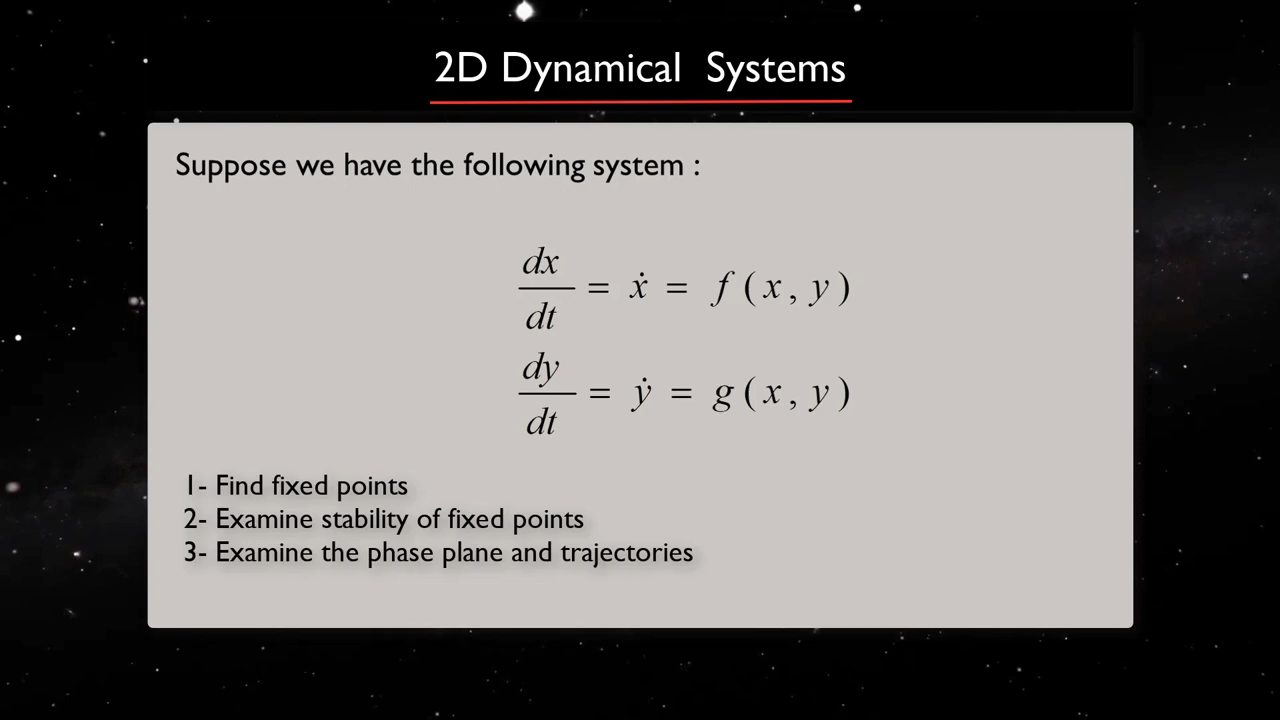 2D Dynamical Systems
Suppose we have the following system :
dx/dt = ẋ = f ( x , y )
dy/dt = ẏ = g ( x , y )
1- Find fixed points
2- Examine stability of fixed points
3- Examine the phase plane and trajectories